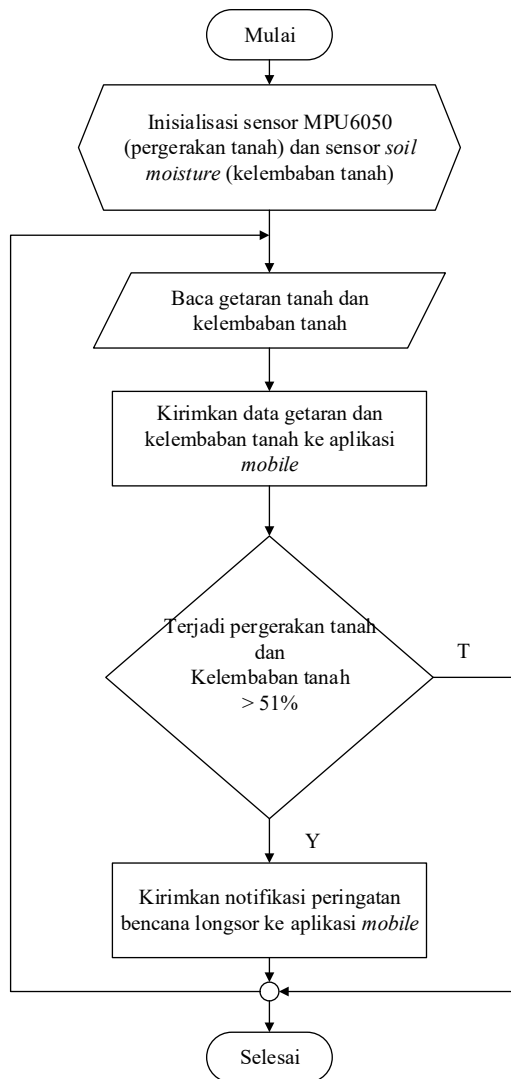 Mulai
Inisialisasi sensor MPU6050
(pergerakan tanah) dan sensor soil
moisture (kelembaban tanah)
Baca getaran tanah dan
kelembaban tanah
Kirimkan data getaran dan
kelembaban tanah ke aplikasi
mobile
Terjadi pergerakan tanah
dan
Kelembaban tanah
> 51%
T
Y
Kirimkan notifikasi peringatan
bencana longsor ke aplikasi mobile
Selesai